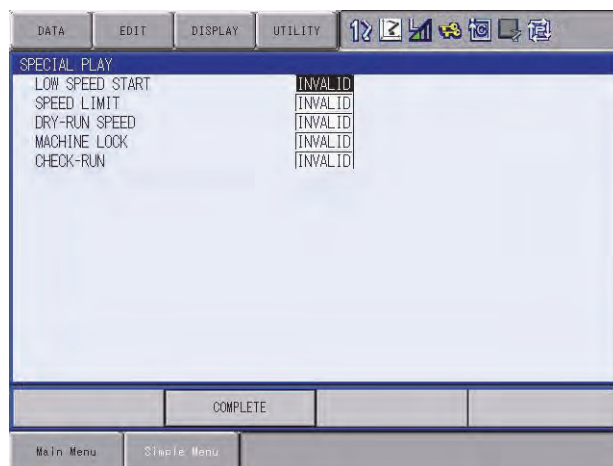 DATA EDIT DISPLAY UTILITY
SPECIAL PLAY
LOW SPEED START INVALID
SPEED LIMIT INVALID
DRY-RUN SPEED INVALID
MACHINE LOCK INVALID
CHECK-RUN INVALID
COMPLETE
Main Menu Simple Menu